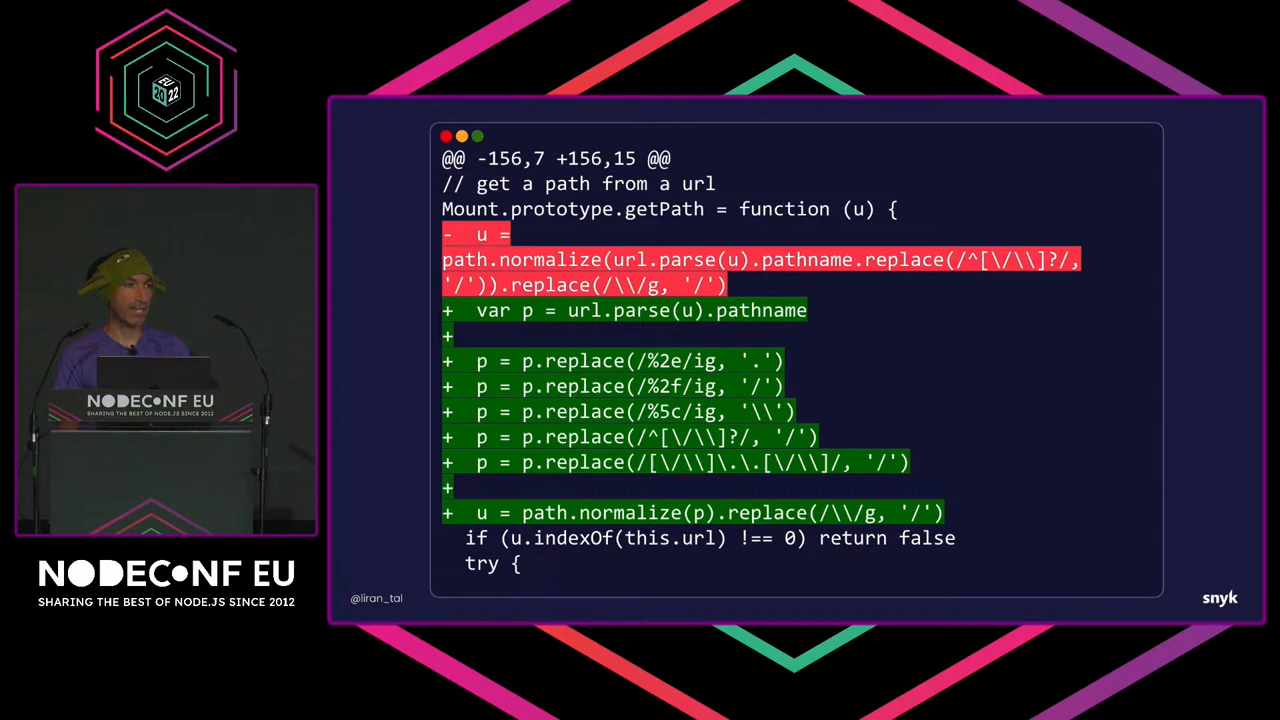 EU
20
22
@@ -156,7 +156,15 @@
// get a path from a url
Mount.prototype.getPath = function (u) {
-  u =
path.normalize(url.parse(u).pathname.replace(/^[\/\\]?/,
'/')).replace(/\\/g, '/')
+  var p = url.parse(u).pathname
+
+  p = p.replace(/%2e/ig, '.')
+  p = p.replace(/%2f/ig, '/')
+  p = p.replace(/%5c/ig, '\\')
+  p = p.replace(/^[\/\\]?/, '/')
+  p = p.replace(/[\/\\]\.\.[\/\\]/, '/')
+
+  u = path.normalize(p).replace(/\\/g, '/')
if (u.indexOf(this.url) !== 0) return false
try {
@liran_tal
snyk
NODECONF EU
SHARING THE BEST OF NODE.JS SINCE 2012
NODECONF EU
SHARING THE BEST OF NODE.JS SINCE 2012